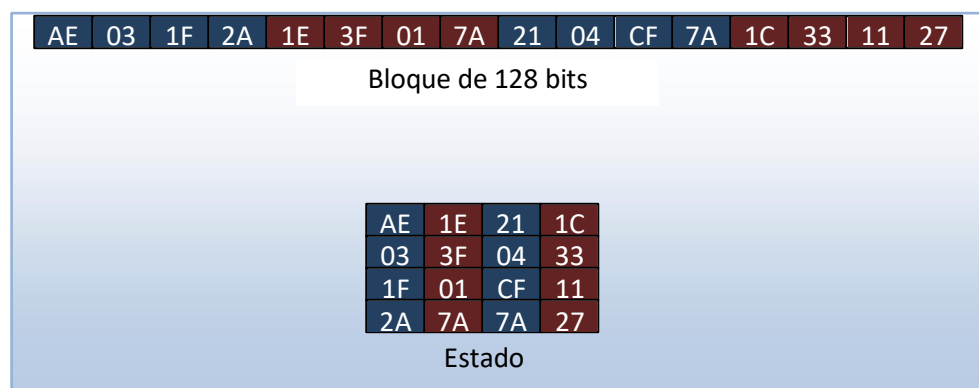 AE 03 1F 2A 1E 3F 01 7A 21 04 CF 7A 1C 33 11 27
Bloque de 128 bits
AE 1E 21 1C
03 3F 04 33
1F 01 CF 11
2A 7A 7A 27
Estado